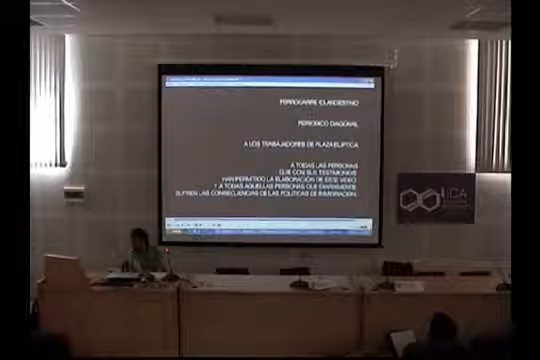 FERROCARRIL CLANDESTINO
PERIODICO DIAGONAL
A LOS TRABAJADORES DE PLAZA ELIPTICA
A TODAS LAS PERSONAS
QUE CON SUS TESTIMONIOS
HAN PERMITIDO LA ELABORACIÓN DE ESTE VIDEO
Y A TODAS AQUELLAS PERSONAS QUE DIARIAMENTE
SUFREN LAS CONSECUENCIAS DE LAS POLITICAS DE INMIGRACION